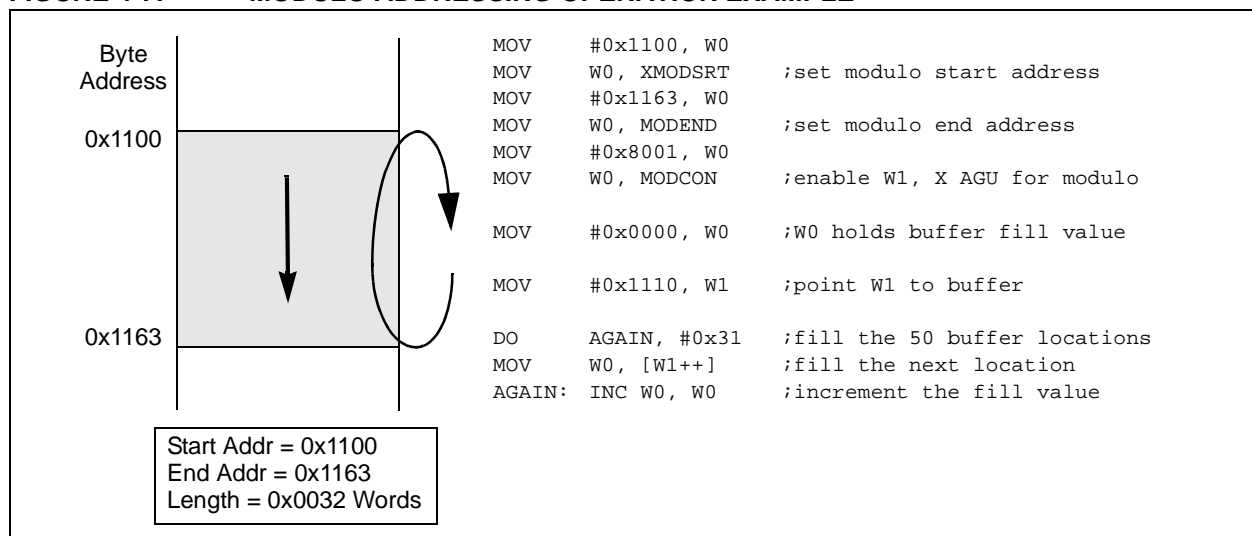 Byte
Address
0x1100
0x1163
Start Addr = 0x1100
End Addr = 0x1163
Length = 0x0032 Words
MOV #0x1100, W0
MOV W0, XMODSRT ;set modulo start address
MOV #0x1163, W0
MOV W0, MODEND ;set modulo end address
MOV #0x8001, W0
MOV W0, MODCON ;enable W1, X AGU for modulo
MOV #0x0000, W0 ;W0 holds buffer fill value
MOV #0x1110, W1 ;point W1 to buffer
DO AGAIN, #0x31 ;fill the 50 buffer locations
MOV W0, [W1++] ;fill the next location
AGAIN: INC W0, W0 ;increment the fill value